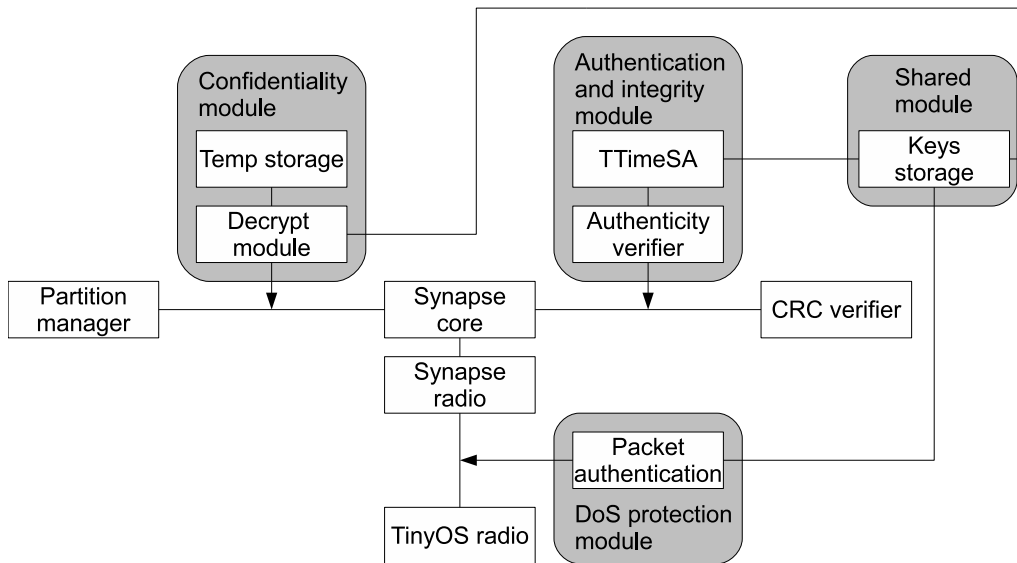 Confidentiality
module
Temp storage
Decrypt
module
Authentication
and integrity
module
TTimeSA
Authenticity
verifier
Shared
module
Keys
storage
Partition
manager
Synapse
core
CRC verifier
Synapse
radio
Packet
authentication
DoS protection
module
TinyOS radio